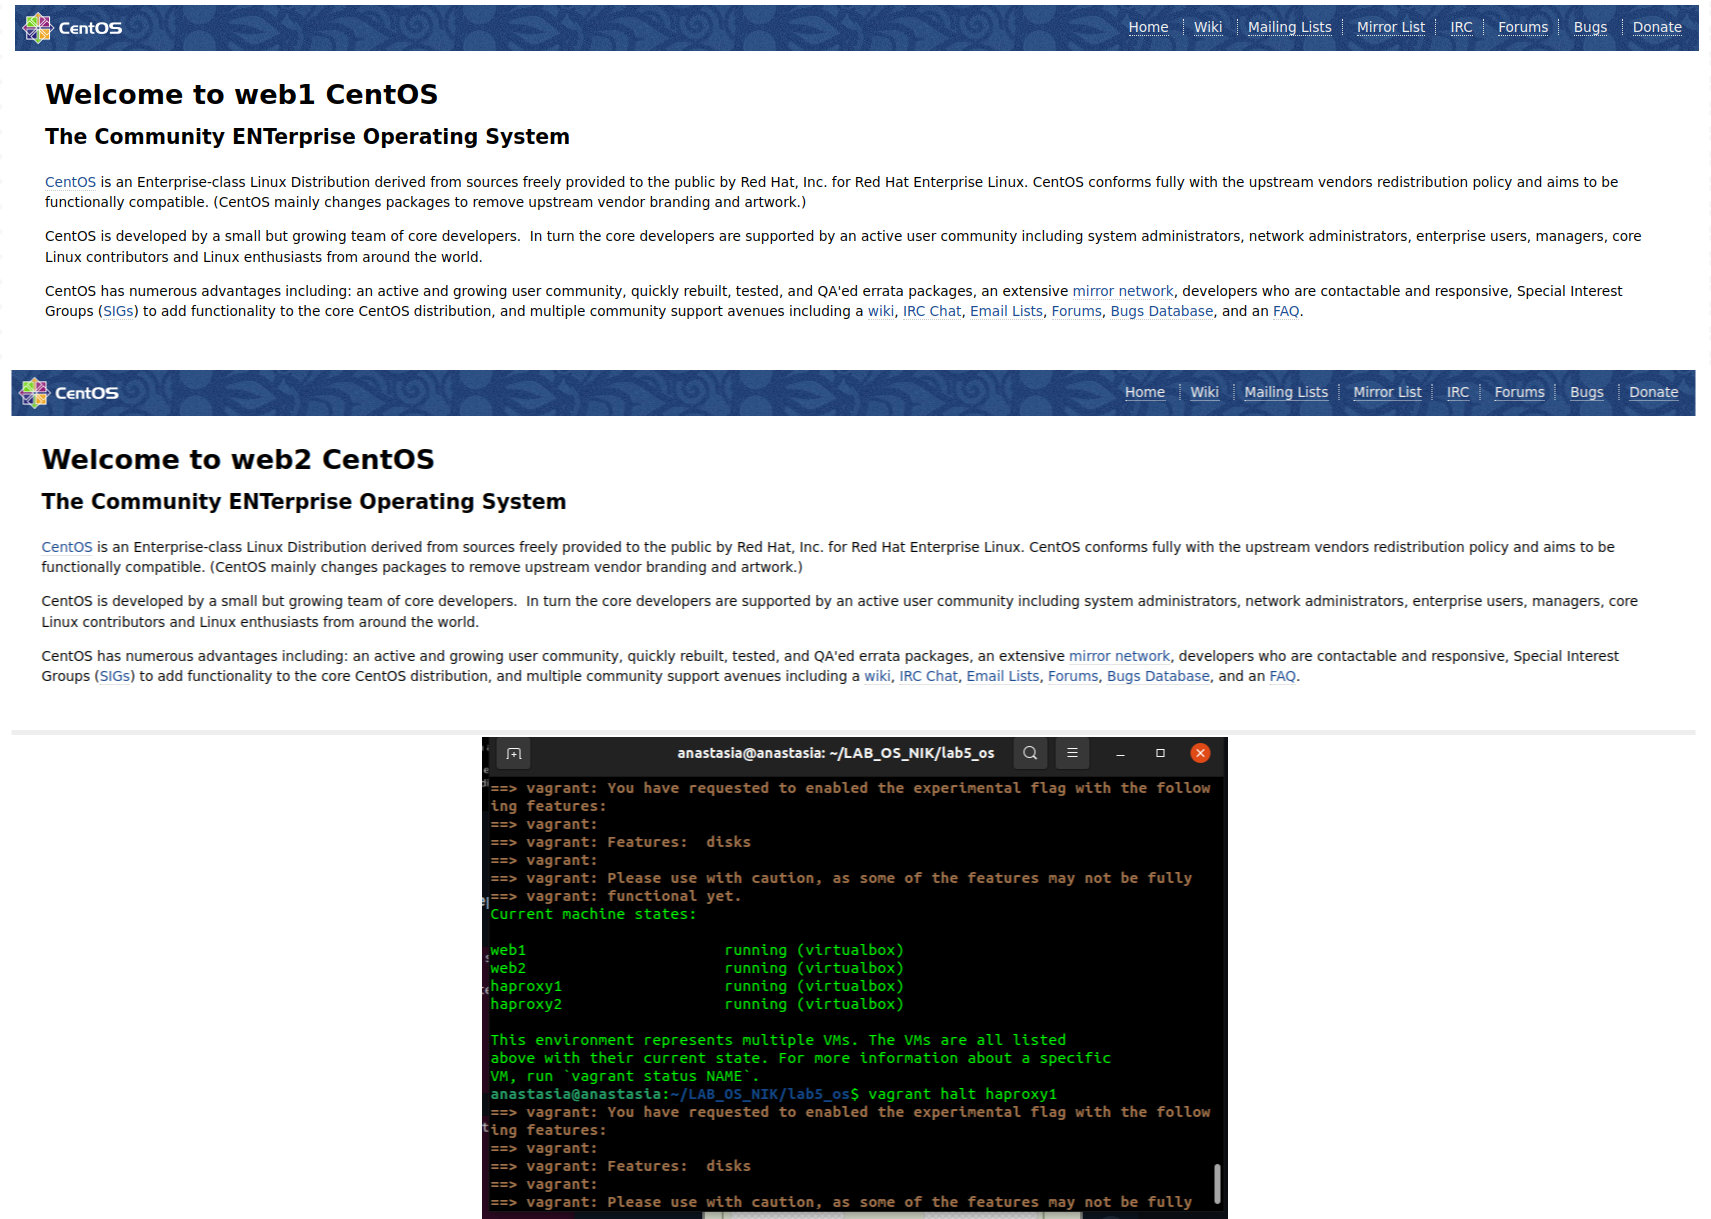 CentOS Home Wiki Mailing Lists Mirror List IRC Forums Bugs Donate
Welcome to web1 CentOS
The Community ENTerprise Operating System
CentOS is an Enterprise-class Linux Distribution derived from sources freely provided to the public by Red Hat, Inc. for Red Hat Enterprise Linux. CentOS conforms fully with the upstream vendors redistribution policy and aims to be
functionally compatible. (CentOS mainly changes packages to remove upstream vendor branding and artwork.)
CentOS is developed by a small but growing team of core developers.  In turn the core developers are supported by an active user community including system administrators, network administrators, enterprise users, managers, core
Linux contributors and Linux enthusiasts from around the world.
CentOS has numerous advantages including: an active and growing user community, quickly rebuilt, tested, and QA'ed errata packages, an extensive mirror network, developers who are contactable and responsive, Special Interest
Groups (SIGs) to add functionality to the core CentOS distribution, and multiple community support avenues including a wiki, IRC Chat, Email Lists, Forums, Bugs Database, and an FAQ.
CentOS Home Wiki Mailing Lists Mirror List IRC Forums Bugs Donate
Welcome to web2 CentOS
The Community ENTerprise Operating System
CentOS is an Enterprise-class Linux Distribution derived from sources freely provided to the public by Red Hat, Inc. for Red Hat Enterprise Linux. CentOS conforms fully with the upstream vendors redistribution policy and aims to be
functionally compatible. (CentOS mainly changes packages to remove upstream vendor branding and artwork.)
CentOS is developed by a small but growing team of core developers.  In turn the core developers are supported by an active user community including system administrators, network administrators, enterprise users, managers, core
Linux contributors and Linux enthusiasts from around the world.
CentOS has numerous advantages including: an active and growing user community, quickly rebuilt, tested, and QA'ed errata packages, an extensive mirror network, developers who are contactable and responsive, Special Interest
Groups (SIGs) to add functionality to the core CentOS distribution, and multiple community support avenues including a wiki, IRC Chat, Email Lists, Forums, Bugs Database, and an FAQ.
anastasia@anastasia: ~/LAB_OS_NIK/lab5_os
==> vagrant: You have requested to enabled the experimental flag with the follow
ing features:
==> vagrant:
==> vagrant: Features:  disks
==> vagrant:
==> vagrant: Please use with caution, as some of the features may not be fully
==> vagrant: functional yet.
Current machine states:
web1                      running (virtualbox)
web2                      running (virtualbox)
haproxy1                  running (virtualbox)
haproxy2                  running (virtualbox)
This environment represents multiple VMs. The VMs are all listed
above with their current state. For more information about a specific
VM, run `vagrant status NAME`.
anastasia@anastasia:~/LAB_OS_NIK/lab5_os$ vagrant halt haproxy1
==> vagrant: You have requested to enabled the experimental flag with the follow
ing features:
==> vagrant:
==> vagrant: Features:  disks
==> vagrant:
==> vagrant: Please use with caution, as some of the features may not be fully